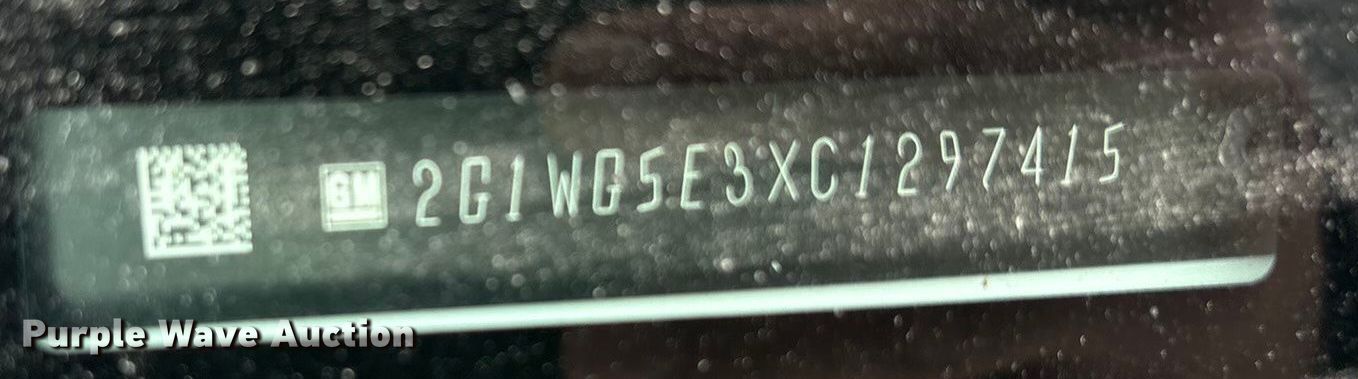 GM 2G1WG5E3XC1297415
Purple Wave Auction